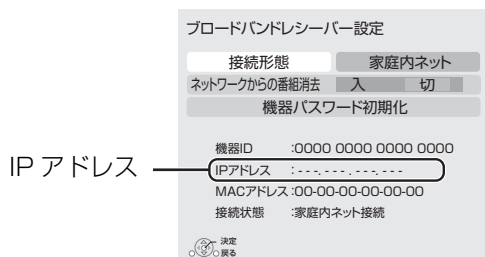 ブロードバンドレシーバー設定
接続形態 家庭内ネット
ネットワークからの番組消去 入 切
機器パスワード初期化
機器ID :0000 0000 0000 0000
IP アドレス
IPアドレス :---.---.---.---
MACアドレス:00-00-00-00-00-00
接続状態 :家庭内ネット接続
決定
戻る